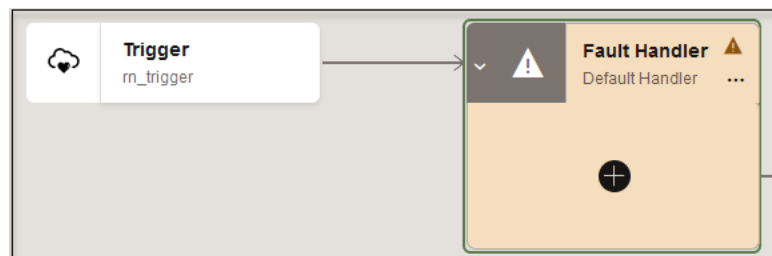 Trigger
rn_trigger
Fault Handler
Default Handler